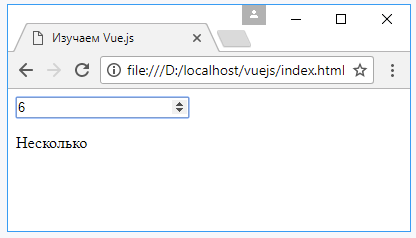 Изучаем Vue.js
file:///D:/localhost/vuejs/index.html
6
Несколько